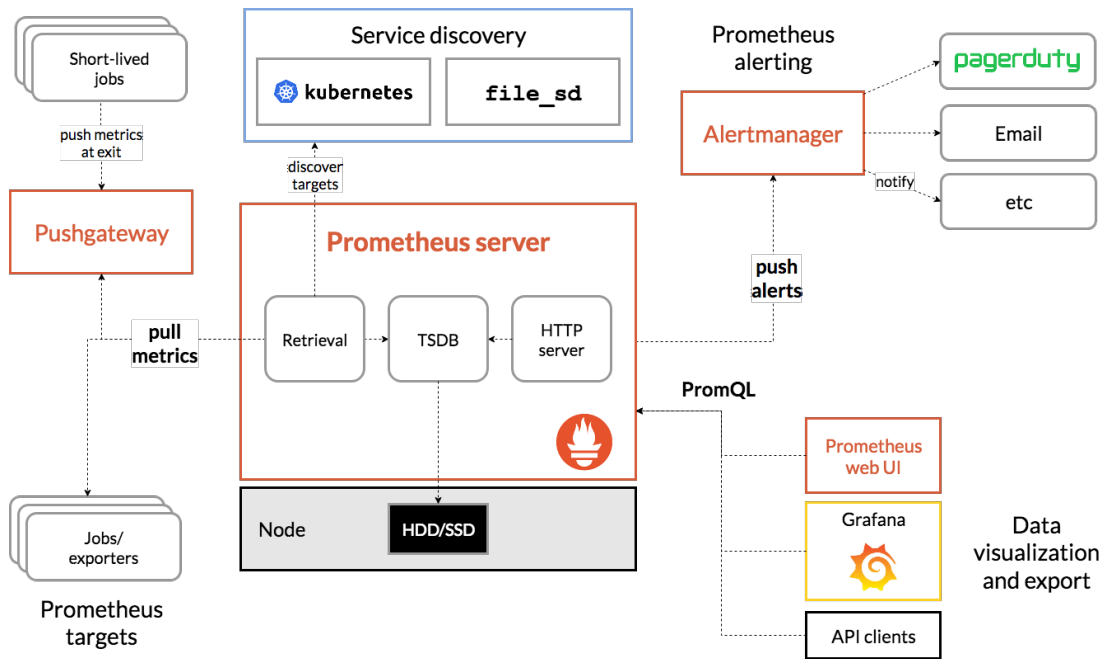 Short-lived
jobs
push metrics
at exit
Pushgateway
pull
metrics
Jobs/
exporters
Prometheus
targets
Service discovery
kubernetes
file_sd
discover
targets
Prometheus server
Retrieval
TSDB
HTTP
server
Node
HDD/SSD
Prometheus
alerting
Alertmanager
pagerduty
Email
notify
etc
push
alerts
PromQL
Prometheus
web UI
Grafana
API clients
Data
visualization
and export